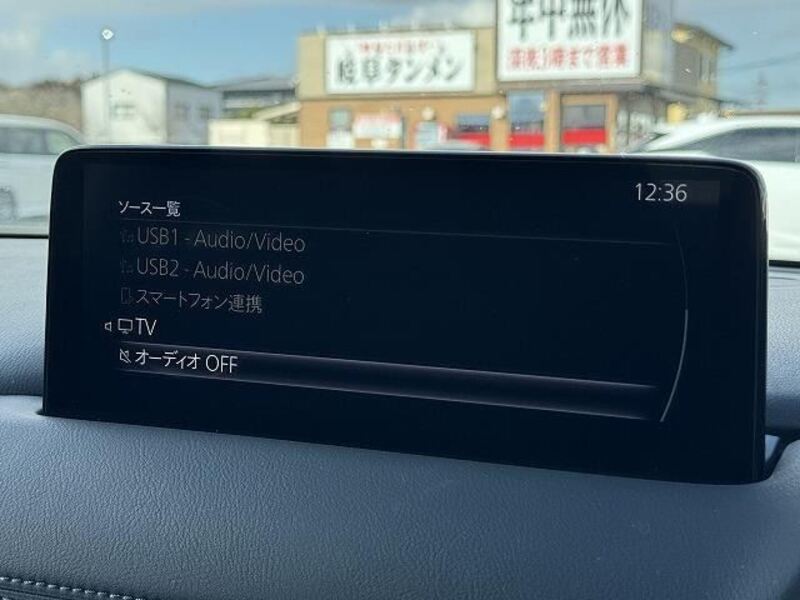 年中無休
岐阜タンメン
12:36
ソース一覧
USB1 - Audio/Video
USB2 - Audio/Video
スマートフォン連携
TV
オーディオ OFF